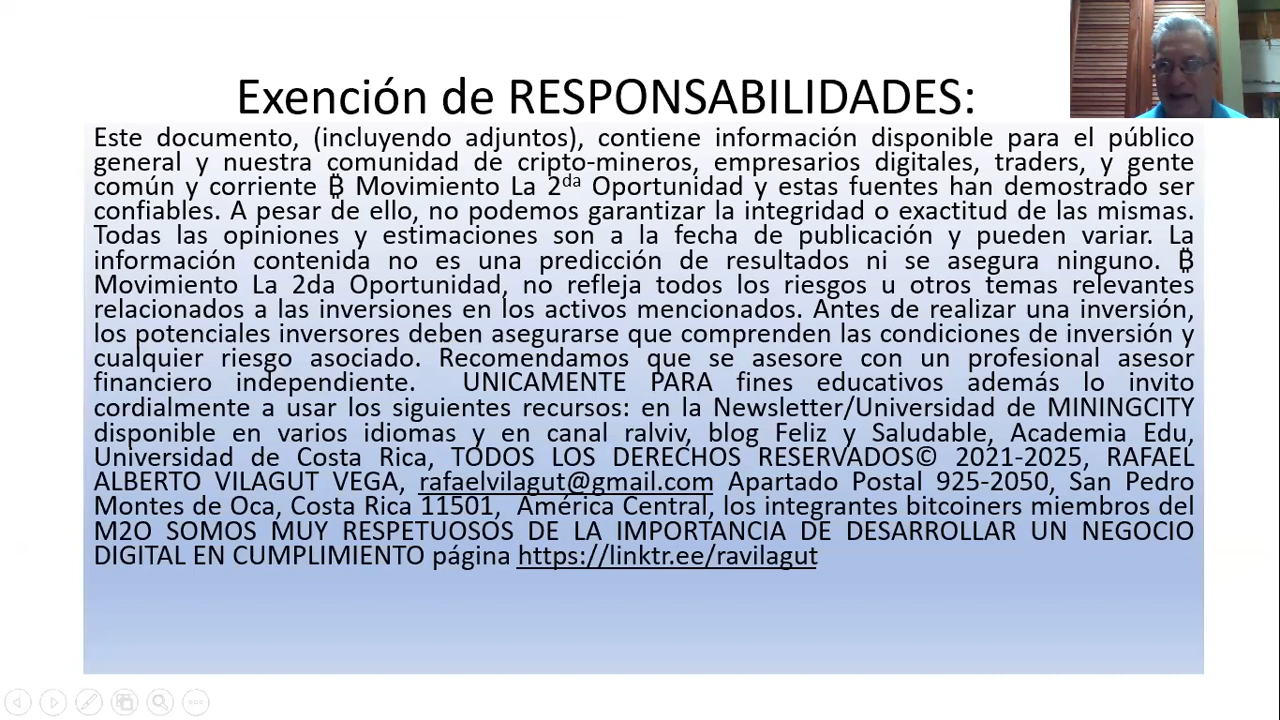 Exención de RESPONSABILIDADES:
Este documento, (incluyendo adjuntos), contiene información disponible para el público
general y nuestra comunidad de cripto-mineros, empresarios digitales, traders, y gente
común y corriente ₿ Movimiento La 2da Oportunidad y estas fuentes han demostrado ser
confiables. A pesar de ello, no podemos garantizar la integridad o exactitud de las mismas.
Todas las opiniones y estimaciones son a la fecha de publicación y pueden variar. La
información contenida no es una predicción de resultados ni se asegura ninguno. ₿
Movimiento La 2da Oportunidad, no refleja todos los riesgos u otros temas relevantes
relacionados a las inversiones en los activos mencionados. Antes de realizar una inversión,
los potenciales inversores deben asegurarse que comprenden las condiciones de inversión y
cualquier riesgo asociado. Recomendamos que se asesore con un profesional asesor
financiero independiente. UNICAMENTE PARA fines educativos además lo invito
cordialmente a usar los siguientes recursos: en la Newsletter/Universidad de MININGCITY
disponible en varios idiomas y en canal ralviv, blog Feliz y Saludable, Academia Edu,
Universidad de Costa Rica, TODOS LOS DERECHOS RESERVADOS© 2021-2025, RAFAEL
ALBERTO VILAGUT VEGA, rafaelvilagut@gmail.com Apartado Postal 925-2050, San Pedro
Montes de Oca, Costa Rica 11501, América Central, los integrantes bitcoiners miembros del
M2O SOMOS MUY RESPETUOSOS DE LA IMPORTANCIA DE DESARROLLAR UN NEGOCIO
DIGITAL EN CUMPLIMIENTO página https://linktr.ee/ravilagut